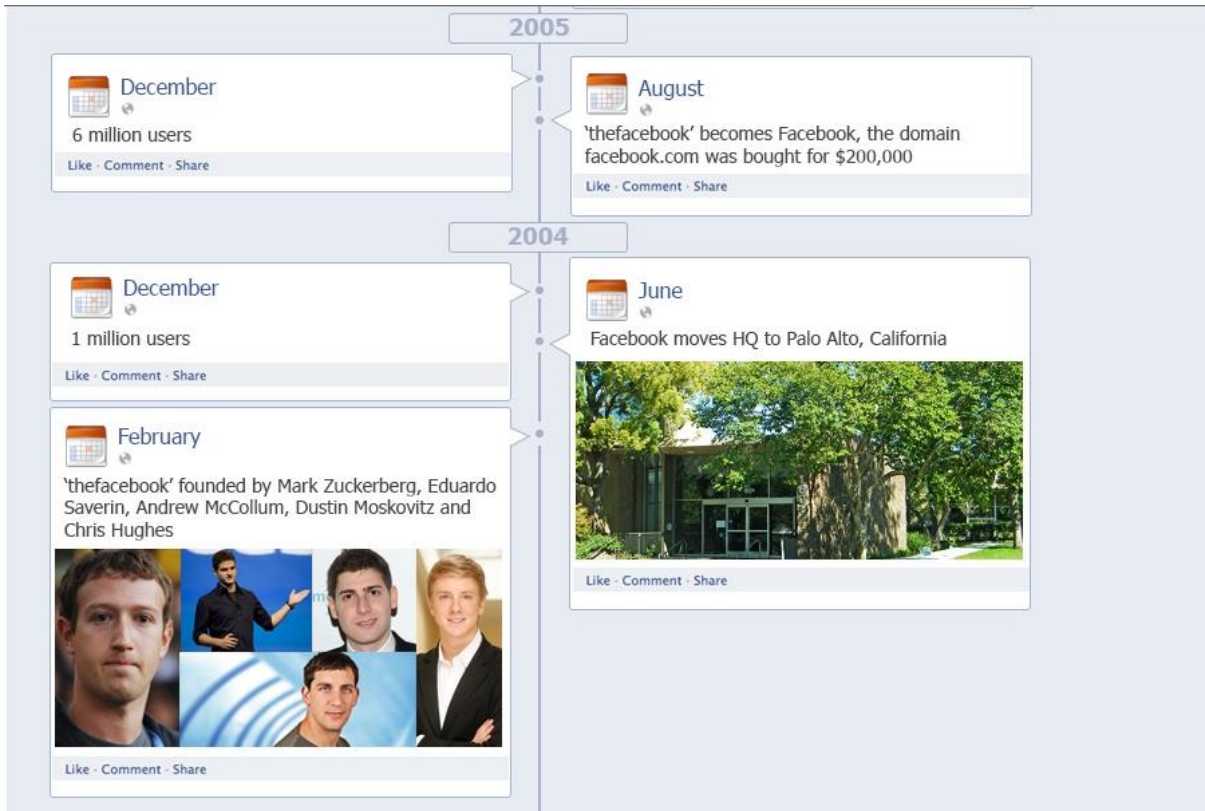 2005
December
6 million users
Like · Comment · Share
August
‘thefacebook’ becomes Facebook, the domain
facebook.com was bought for $200,000
Like · Comment · Share
2004
December
1 million users
Like · Comment · Share
June
Facebook moves HQ to Palo Alto, California
Like · Comment · Share
February
‘thefacebook’ founded by Mark Zuckerberg, Eduardo
Saverin, Andrew McCollum, Dustin Moskovitz and
Chris Hughes
Like · Comment · Share